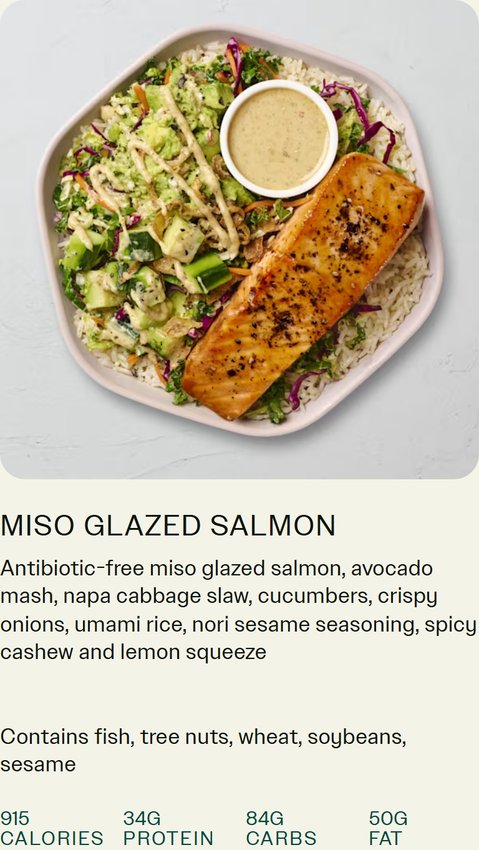 MISO GLAZED SALMON
Antibiotic-free miso glazed salmon, avocado
mash, napa cabbage slaw, cucumbers, crispy
onions, umami rice, nori sesame seasoning, spicy
cashew and lemon squeeze
Contains fish, tree nuts, wheat, soybeans,
sesame
915 34G 84G 50G
CALORIES PROTEIN CARBS FAT